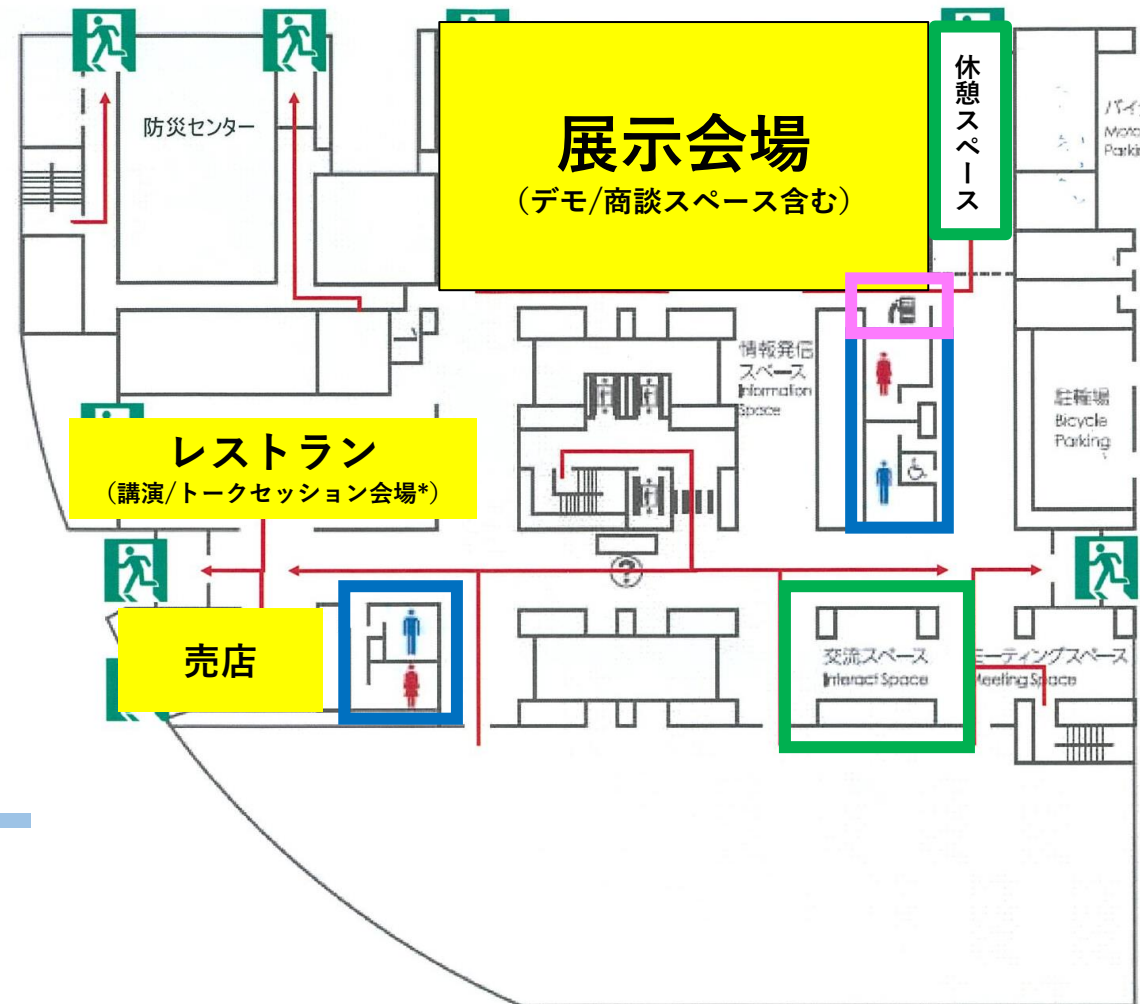 防災センター
展示会場
（デモ/商談スペース含む）
休憩スペース
Parkin
情報発信
スペース
Information
Space
駐輪場
Bicycle
Parking
レストラン
（講演/トークセッション会場*）
?
売店
交流スペース
Interact Space
ミーティングスペース
Meeting Space